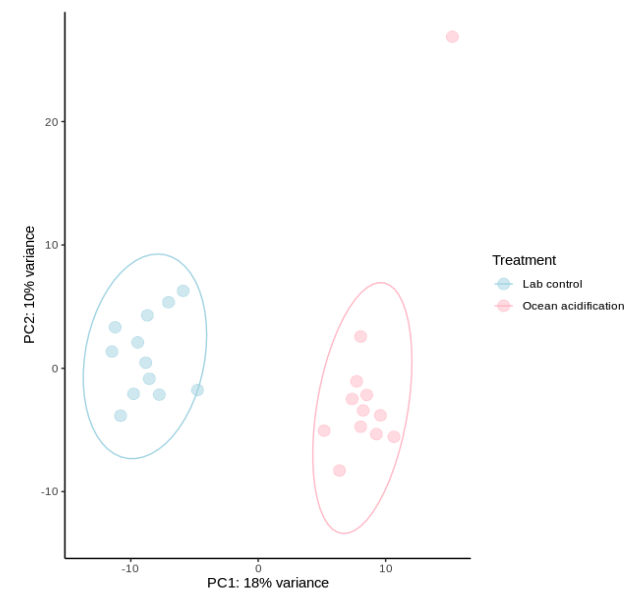 20
10
0
-10
PC2: 10% variance
-10
0
10
PC1: 18% variance
Treatment
Lab control
Ocean acidification